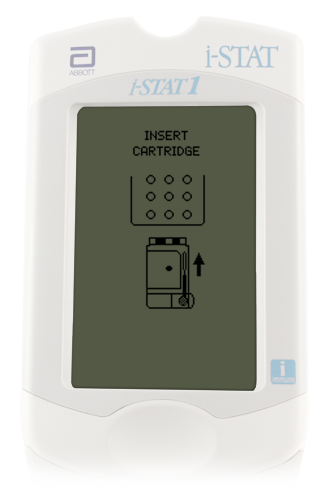 ABBOTT
i-STAT
i-STAT 1
INSERT
CARTRIDGE
i